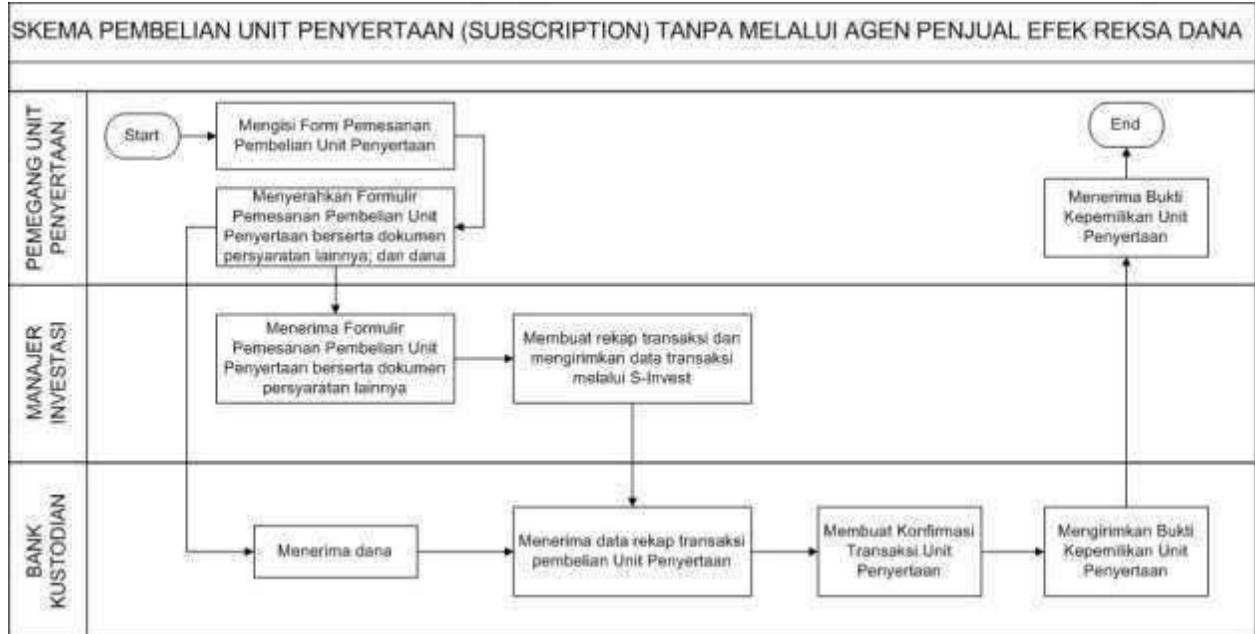 SKEMA PEMBELIAN UNIT PENYERTAAN (SUBSCRIPTION) TANPA MELALUI AGEN PENJUAL EFEK REKSA DANA
PEMEGANG UNIT
PENYERTAAN
Start
Mengisi Form Pemesanan
Pembelian Unit Penyertaan
Menyerahkan Formulir
Pemesanan Pembelian Unit
Penyertaan berserta dokumen
persyaratan lainnya; dan dana
End
Menerima Bukti
Kepemilikan Unit
Penyertaan
MANAJER
INVESTASI
Menerima Formulir
Pemesanan Pembelian Unit
Penyertaan berserta dokumen
persyaratan lainnya
Membuat rekap transaksi dan
mengirimkan data transaksi
melalui S-Invest
BANK
KUSTODIAN
Menerima dana
Menerima data rekap transaksi
pembelian Unit Penyertaan
Membuat Konfirmasi
Transaksi Unit
Penyertaan
Mengirimkan Bukti
Kepemilikan Unit
Penyertaan